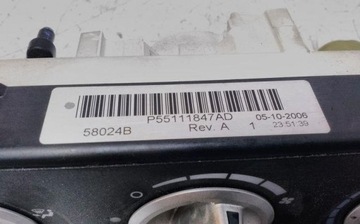 P55111847AD 05-10-2006
58024B Rev. A 1 23:51:39